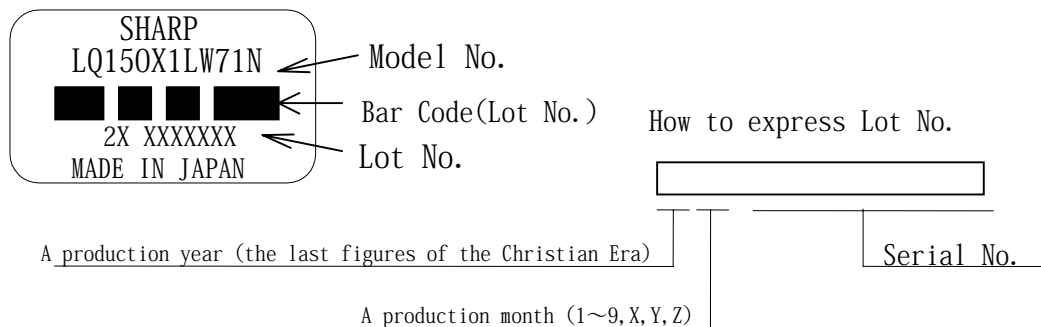 SHARP
LQ150X1LW71N
Model No.
Bar Code(Lot No.)
2X XXXXXXX
Lot No.
MADE IN JAPAN
How to express Lot No.
A production year (the last figures of the Christian Era)
Serial No.
A production month (1～9,X,Y,Z)